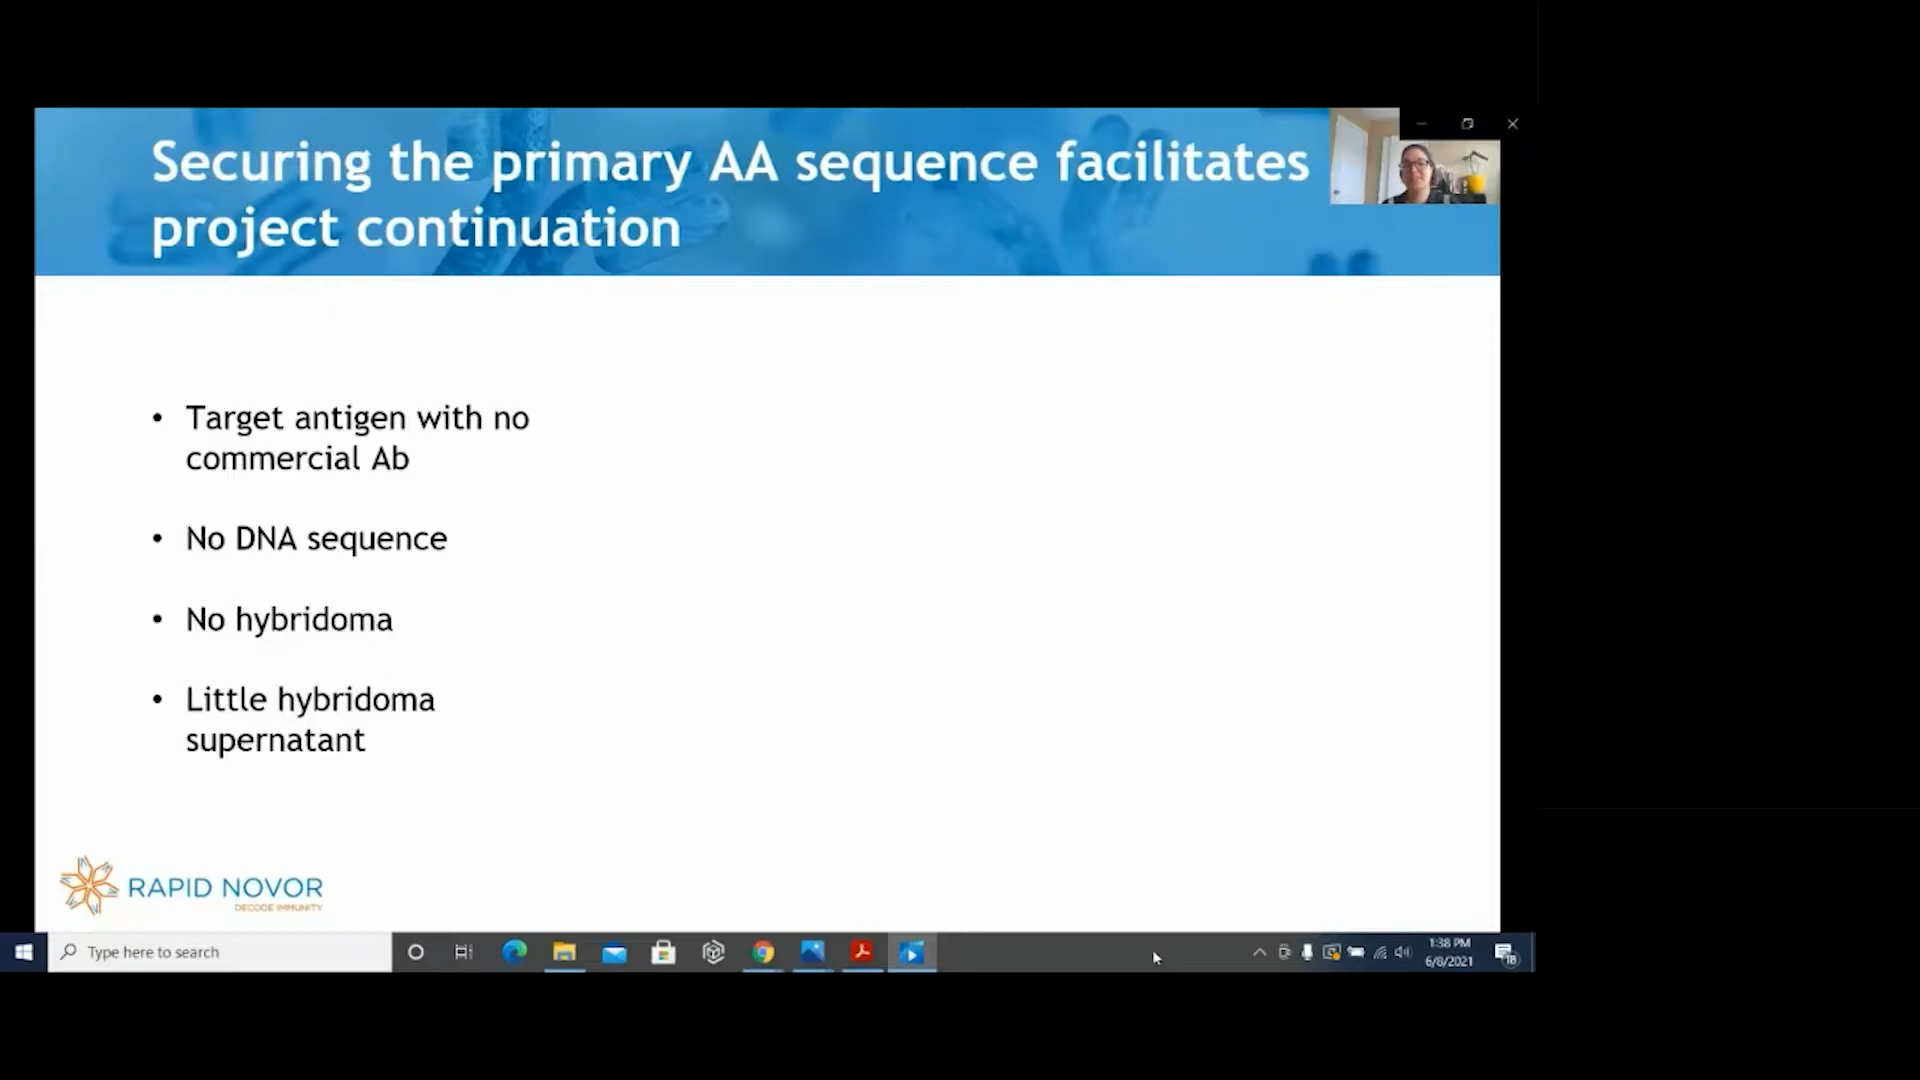 Securing the primary AA sequence facilitates
project continuation
• Target antigen with no
commercial Ab
• No DNA sequence
• No hybridoma
• Little hybridoma
supernatant
RAPID NOVOR
DECODE IMMUNITY
Type here to search
1:38 PM
6/8/2021
18